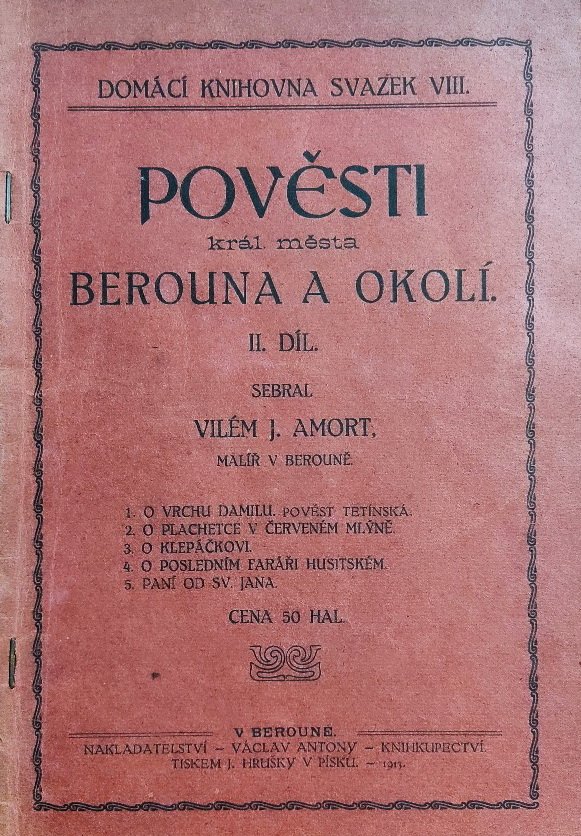 DOMÁCÍ KNIHOVNA SVAZEK VIII.
POVĚSTI
král. města
BEROUNA A OKOLÍ.
II. DÍL.
SEBRAL
VILÉM J. AMORT,
MALÍŘ V BEROUNĚ.
1. O VRCHU DAMILU. POVĚST TETÍNSKÁ.
2. O PLACHETCE V ČERVENÉM MLÝNĚ.
3. O KLEPÁČKOVI.
4. O POSLEDNÍM FARÁŘI HUSITSKÉM.
5. PANÍ OD SV. JANA.
CENA 50 HAL.
V BEROUNĚ.
NAKLADATELSTVÍ – VÁCLAV ANTONY – KNIHKUPECTVÍ.
TISKEM J. HRUŠKY V PÍSKU. – 1913.